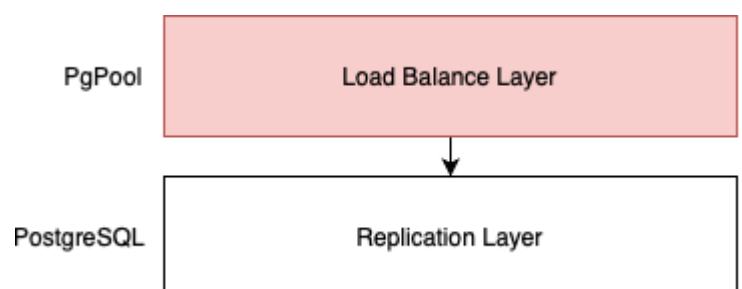 PgPool
Load Balance Layer
PostgreSQL
Replication Layer